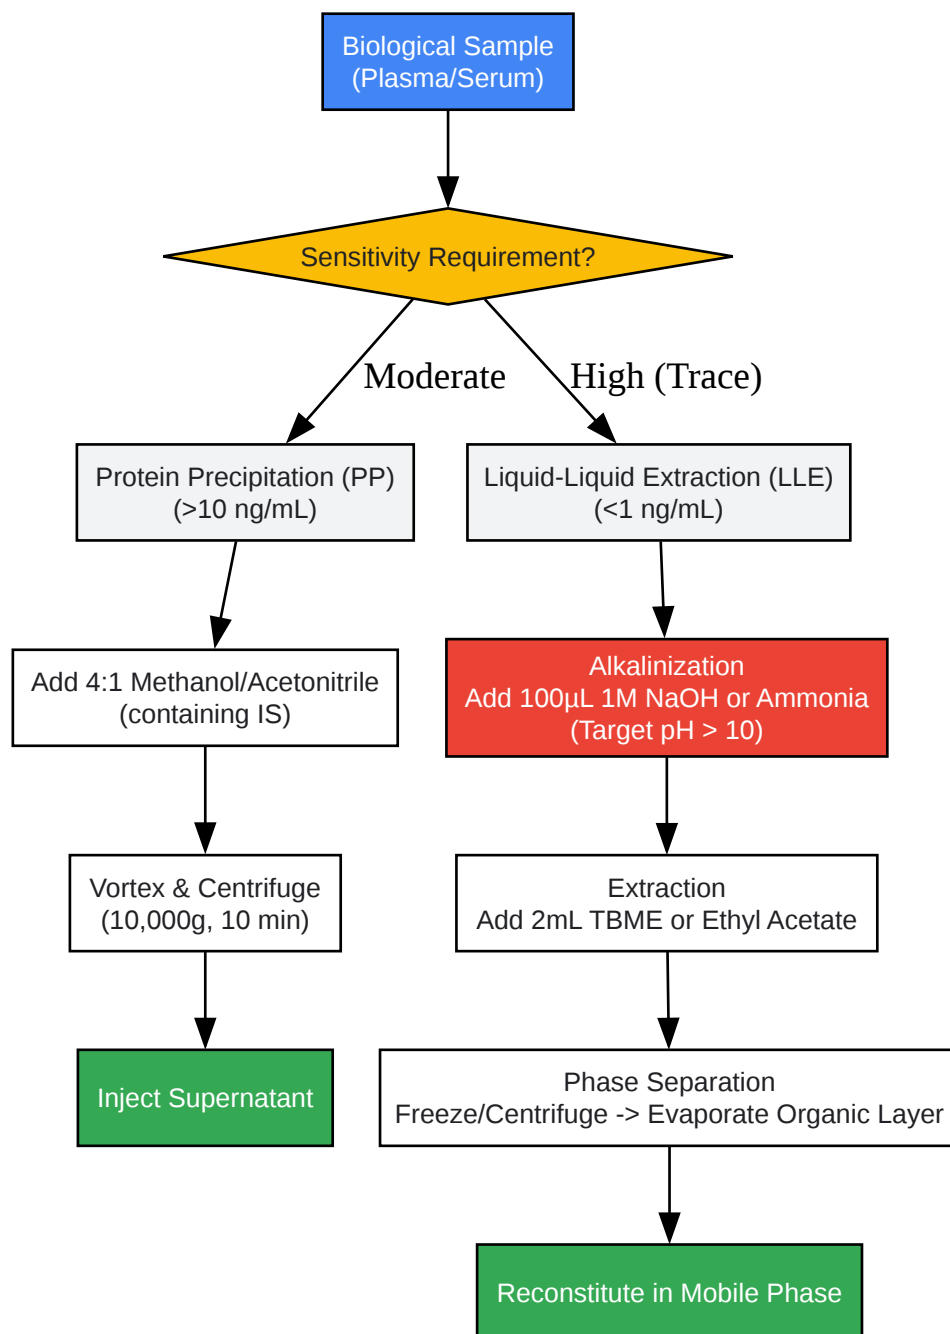 Biological Sample
(Plasma/Serum)
Sensitivity Requirement?
Moderate
High (Trace)
Protein Precipitation (PP)
(>10 ng/mL)
Liquid-Liquid Extraction (LLE)
(<1 ng/mL)
Add 4:1 Methanol/Acetonitrile
(containing IS)
Alkalinization
Add 100µL 1M NaOH or Ammonia
(Target pH > 10)
Vortex & Centrifuge
(10,000g, 10 min)
Extraction
Add 2mL TBME or Ethyl Acetate
Inject Supernatant
Phase Separation
Freeze/Centrifuge -> Evaporate Organic Layer
Reconstitute in Mobile Phase